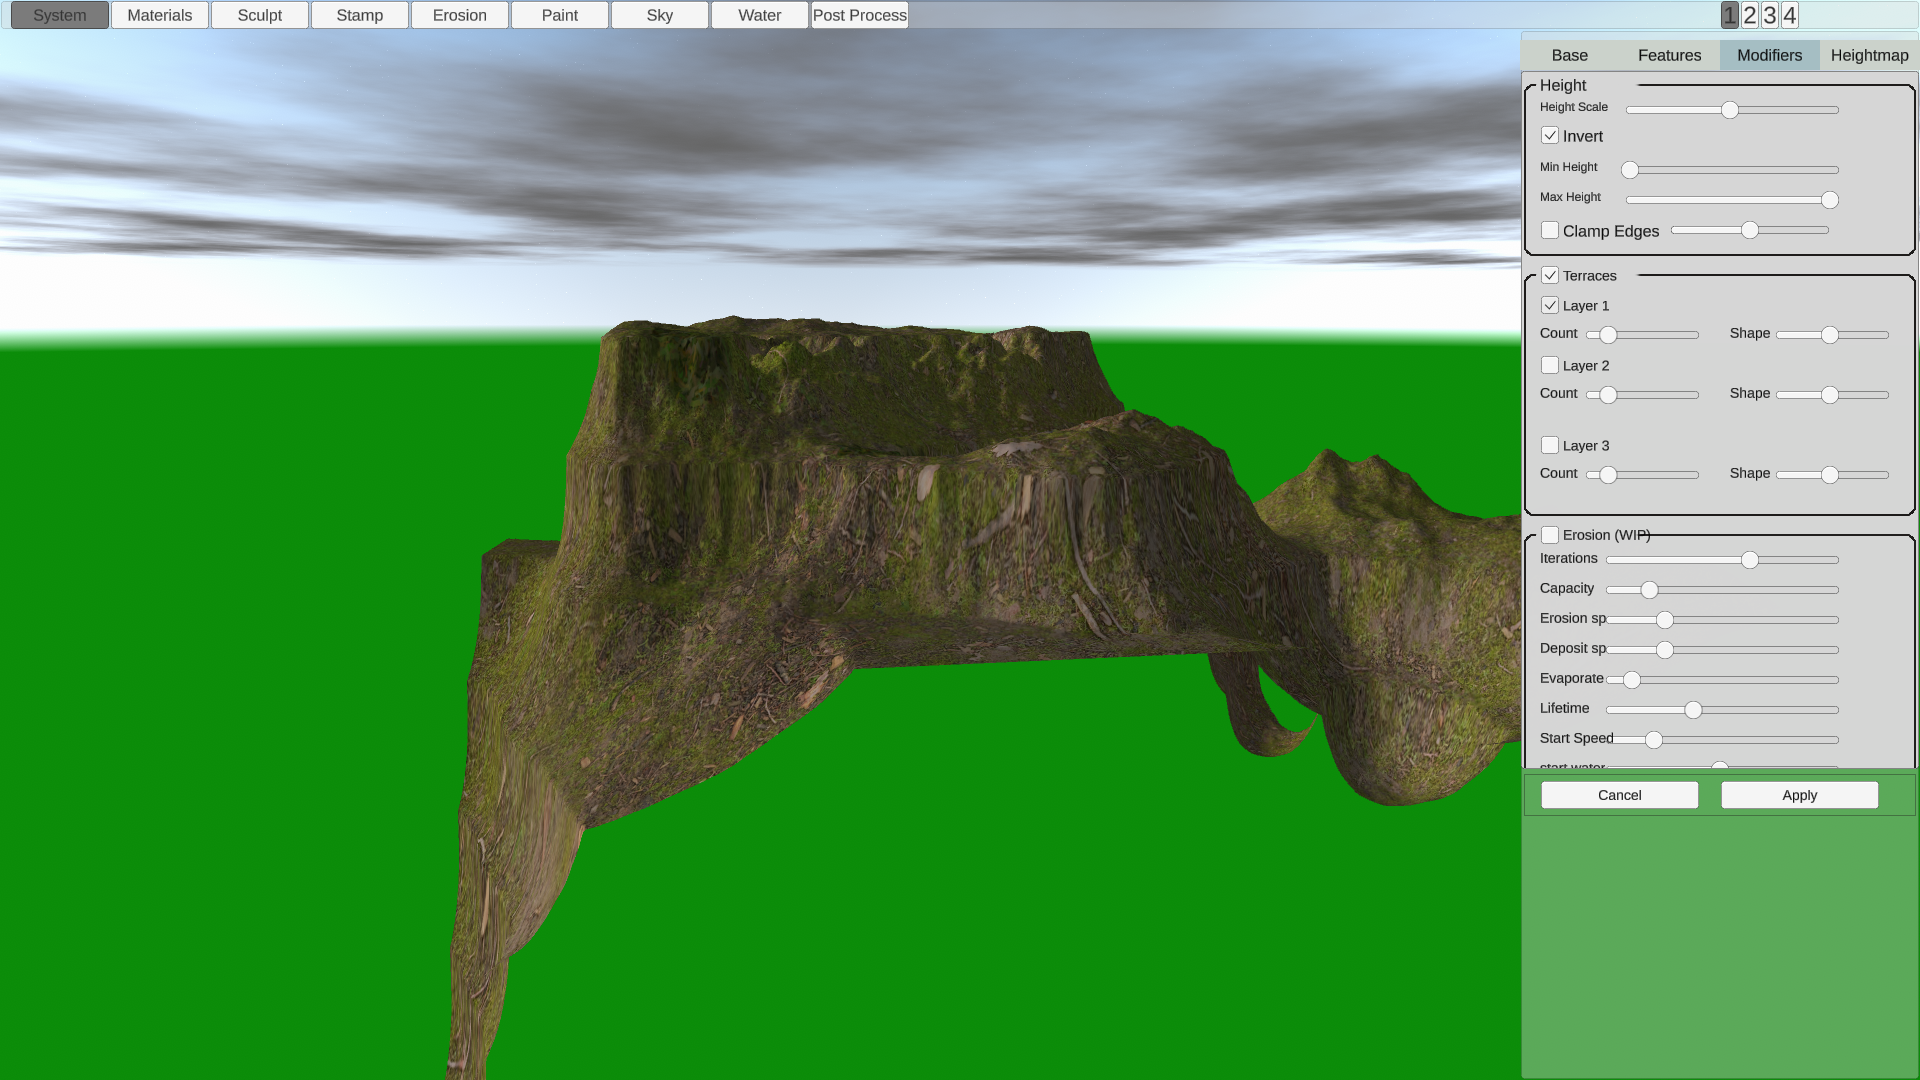 System Materials Sculpt Stamp Erosion Paint Sky Water Post Process 1 2 3 4
Base Features Modifiers Heightmap
Height
Height Scale
Invert
Min Height
Max Height
Clamp Edges
Terraces
Layer 1
Count Shape
Layer 2
Count Shape
Layer 3
Count Shape
Erosion (WIP)
Iterations
Capacity
Erosion sp
Deposit sp
Evaporate
Lifetime
Start Speed
start water
Cancel Apply